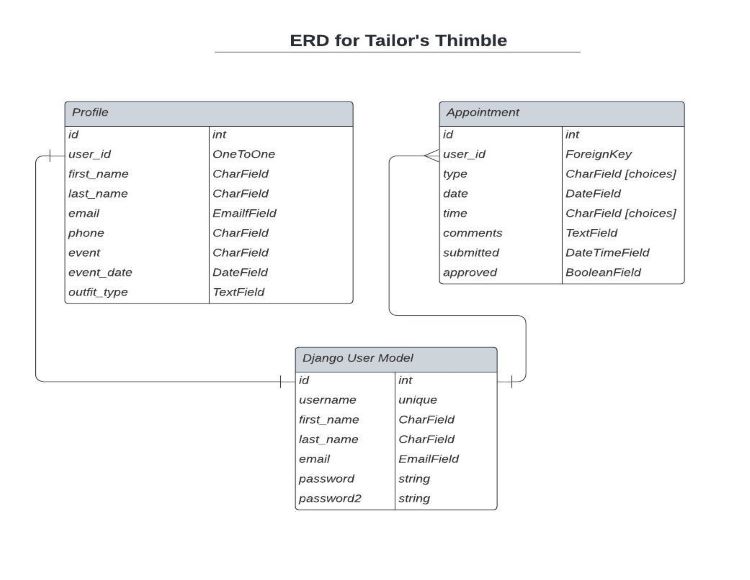 ERD for Tailor's Thimble
Profile
id int
user_id OneToOne
first_name CharField
last_name CharField
email EmailfField
phone CharField
event CharField
event_date DateField
outfit_type TextField
Appointment
id int
user_id ForeignKey
type CharField [choices]
date DateField
time CharField [choices]
comments TextField
submitted DateTimeField
approved BooleanField
Django User Model
id int
username unique
first_name CharField
last_name CharField
email EmailField
password string
password2 string